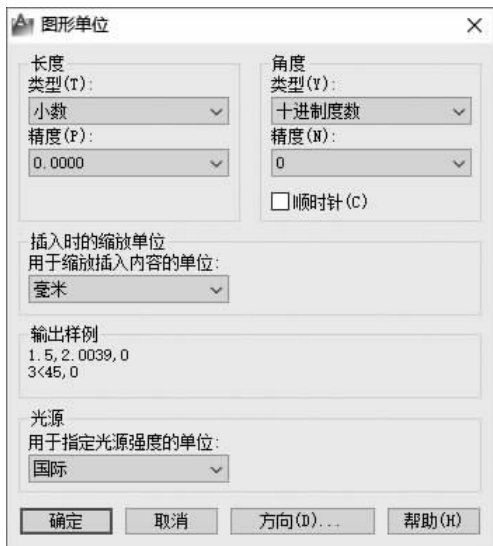 图形单位
长度
类型(T):
小数
精度(P):
0.0000
角度
类型(Y):
十进制度数
精度(N):
0
顺时针(C)
插入时的缩放单位
用于缩放插入内容的单位:
毫米
输出样例
1.5,2.0039,0
3<45,0
光源
用于指定光源强度的单位:
国际
确定 取消 方向(D)... 帮助(H)